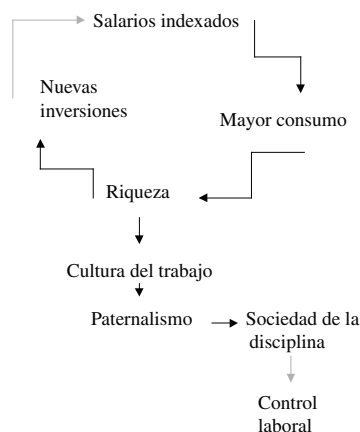 Salarios indexados
Nuevas
inversiones
Mayor consumo
Riqueza
Cultura del trabajo
Paternalismo
Sociedad de la
disciplina
Control
laboral